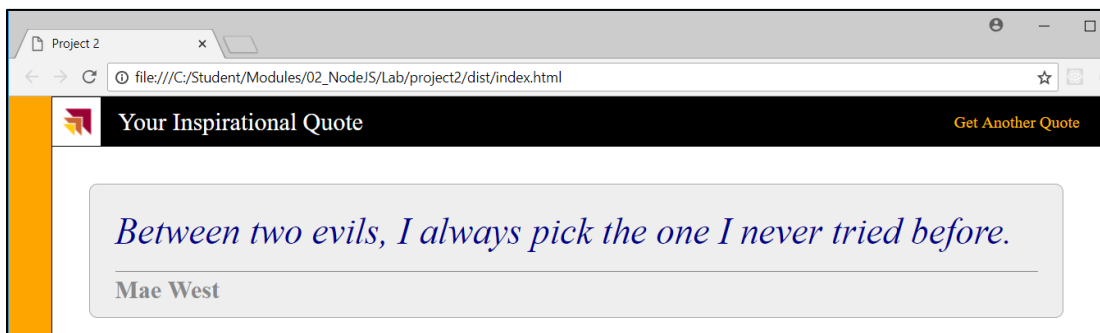 Project 2
file:///C:/Student/Modules/02_NodeJS/Lab/project2/dist/index.html
Your Inspirational Quote
Get Another Quote
Between two evils, I always pick the one I never tried before.
Mae West